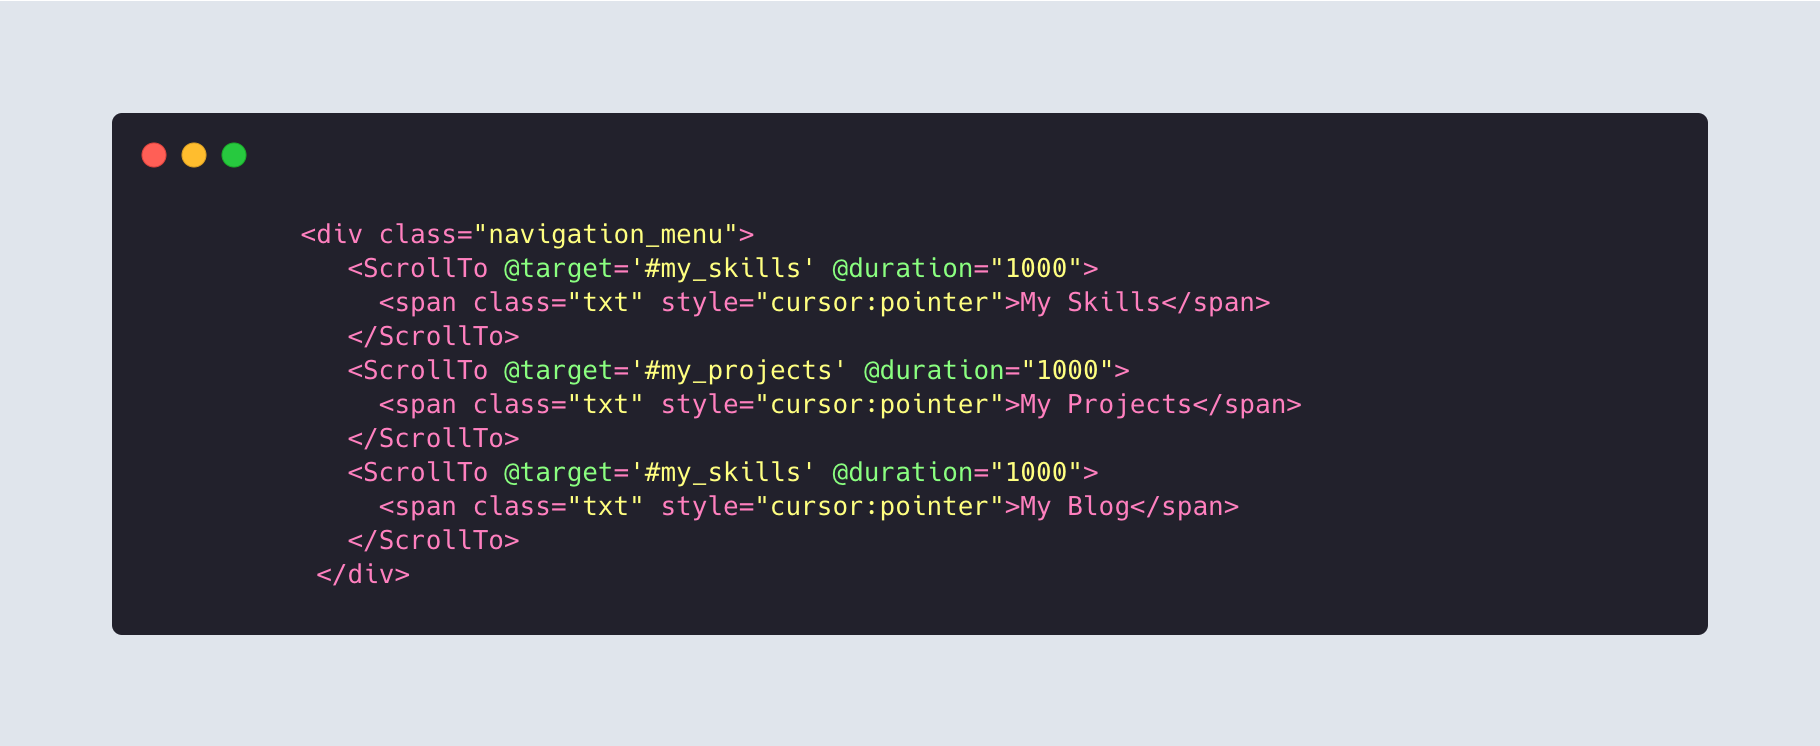 <div class="navigation_menu">
<ScrollTo @target='#my_skills' @duration="1000">
<span class="txt" style="cursor:pointer">My Skills</span>
</ScrollTo>
<ScrollTo @target='#my_projects' @duration="1000">
<span class="txt" style="cursor:pointer">My Projects</span>
</ScrollTo>
<ScrollTo @target='#my_skills' @duration="1000">
<span class="txt" style="cursor:pointer">My Blog</span>
</ScrollTo>
</div>